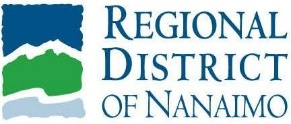 REGIONAL
DISTRICT
OF NANAIMO